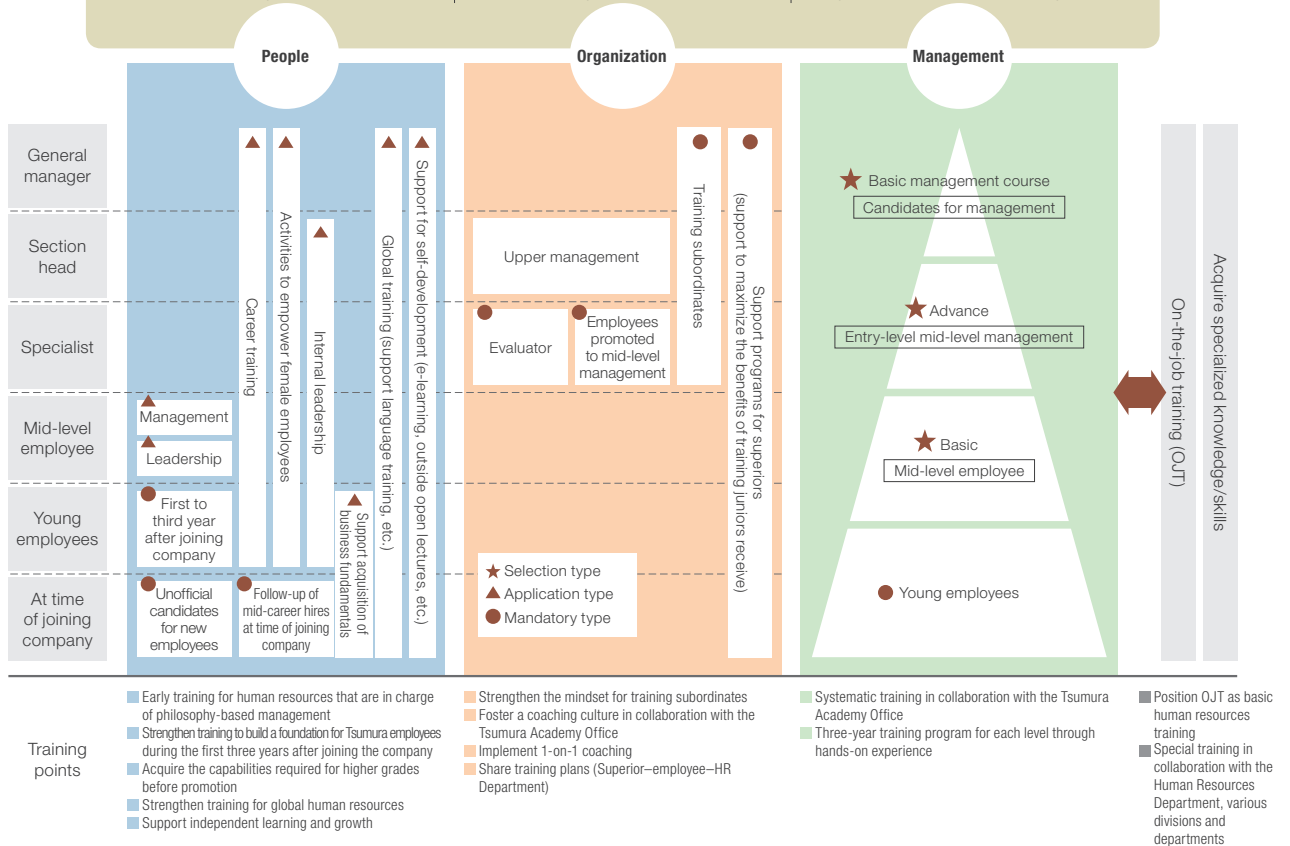 People
Organization
Management
General
manager
Section
head
Specialist
Mid-level
employee
Young
employees
At time
of joining
company
Management
Leadership
First to
third year
after joining
company
Unofficial
candidates
for new
employees
Follow-up of
mid-career hires
at time of joining
company
Career training
Activities to empower female employees
Internal leadership
Support acquisition of
business fundamentals
Global training (support language training, etc.)
Support for self-development (e-learning, outside open lectures, etc.)
Upper management
Evaluator
Employees
promoted
to mid-level
management
Training subordinates
Support programs for superiors
(support to maximize the benefits of training juniors receive)
Selection type
Application type
Mandatory type
Basic management course
Candidates for management
Advance
Entry-level mid-level management
Basic
Mid-level employee
Young employees
On-the-job training (OJT)
Acquire specialized knowledge/skills
Training
points
Early training for human resources that are in charge
of philosophy-based management
Strengthen training to build a foundation for Tsumura employees
during the first three years after joining the company
Acquire the capabilities required for higher grades
before promotion
Strengthen training for global human resources
Support independent learning and growth
Strengthen the mindset for training subordinates
Foster a coaching culture in collaboration with the
Tsumura Academy Office
Implement 1-on-1 coaching
Share training plans (Superior–employee–HR
Department)
Systematic training in collaboration with the Tsumura
Academy Office
Three-year training program for each level through
hands-on experience
Position OJT as basic
human resources
training
Special training in
collaboration with the
Human Resources
Department, various
divisions and
departments